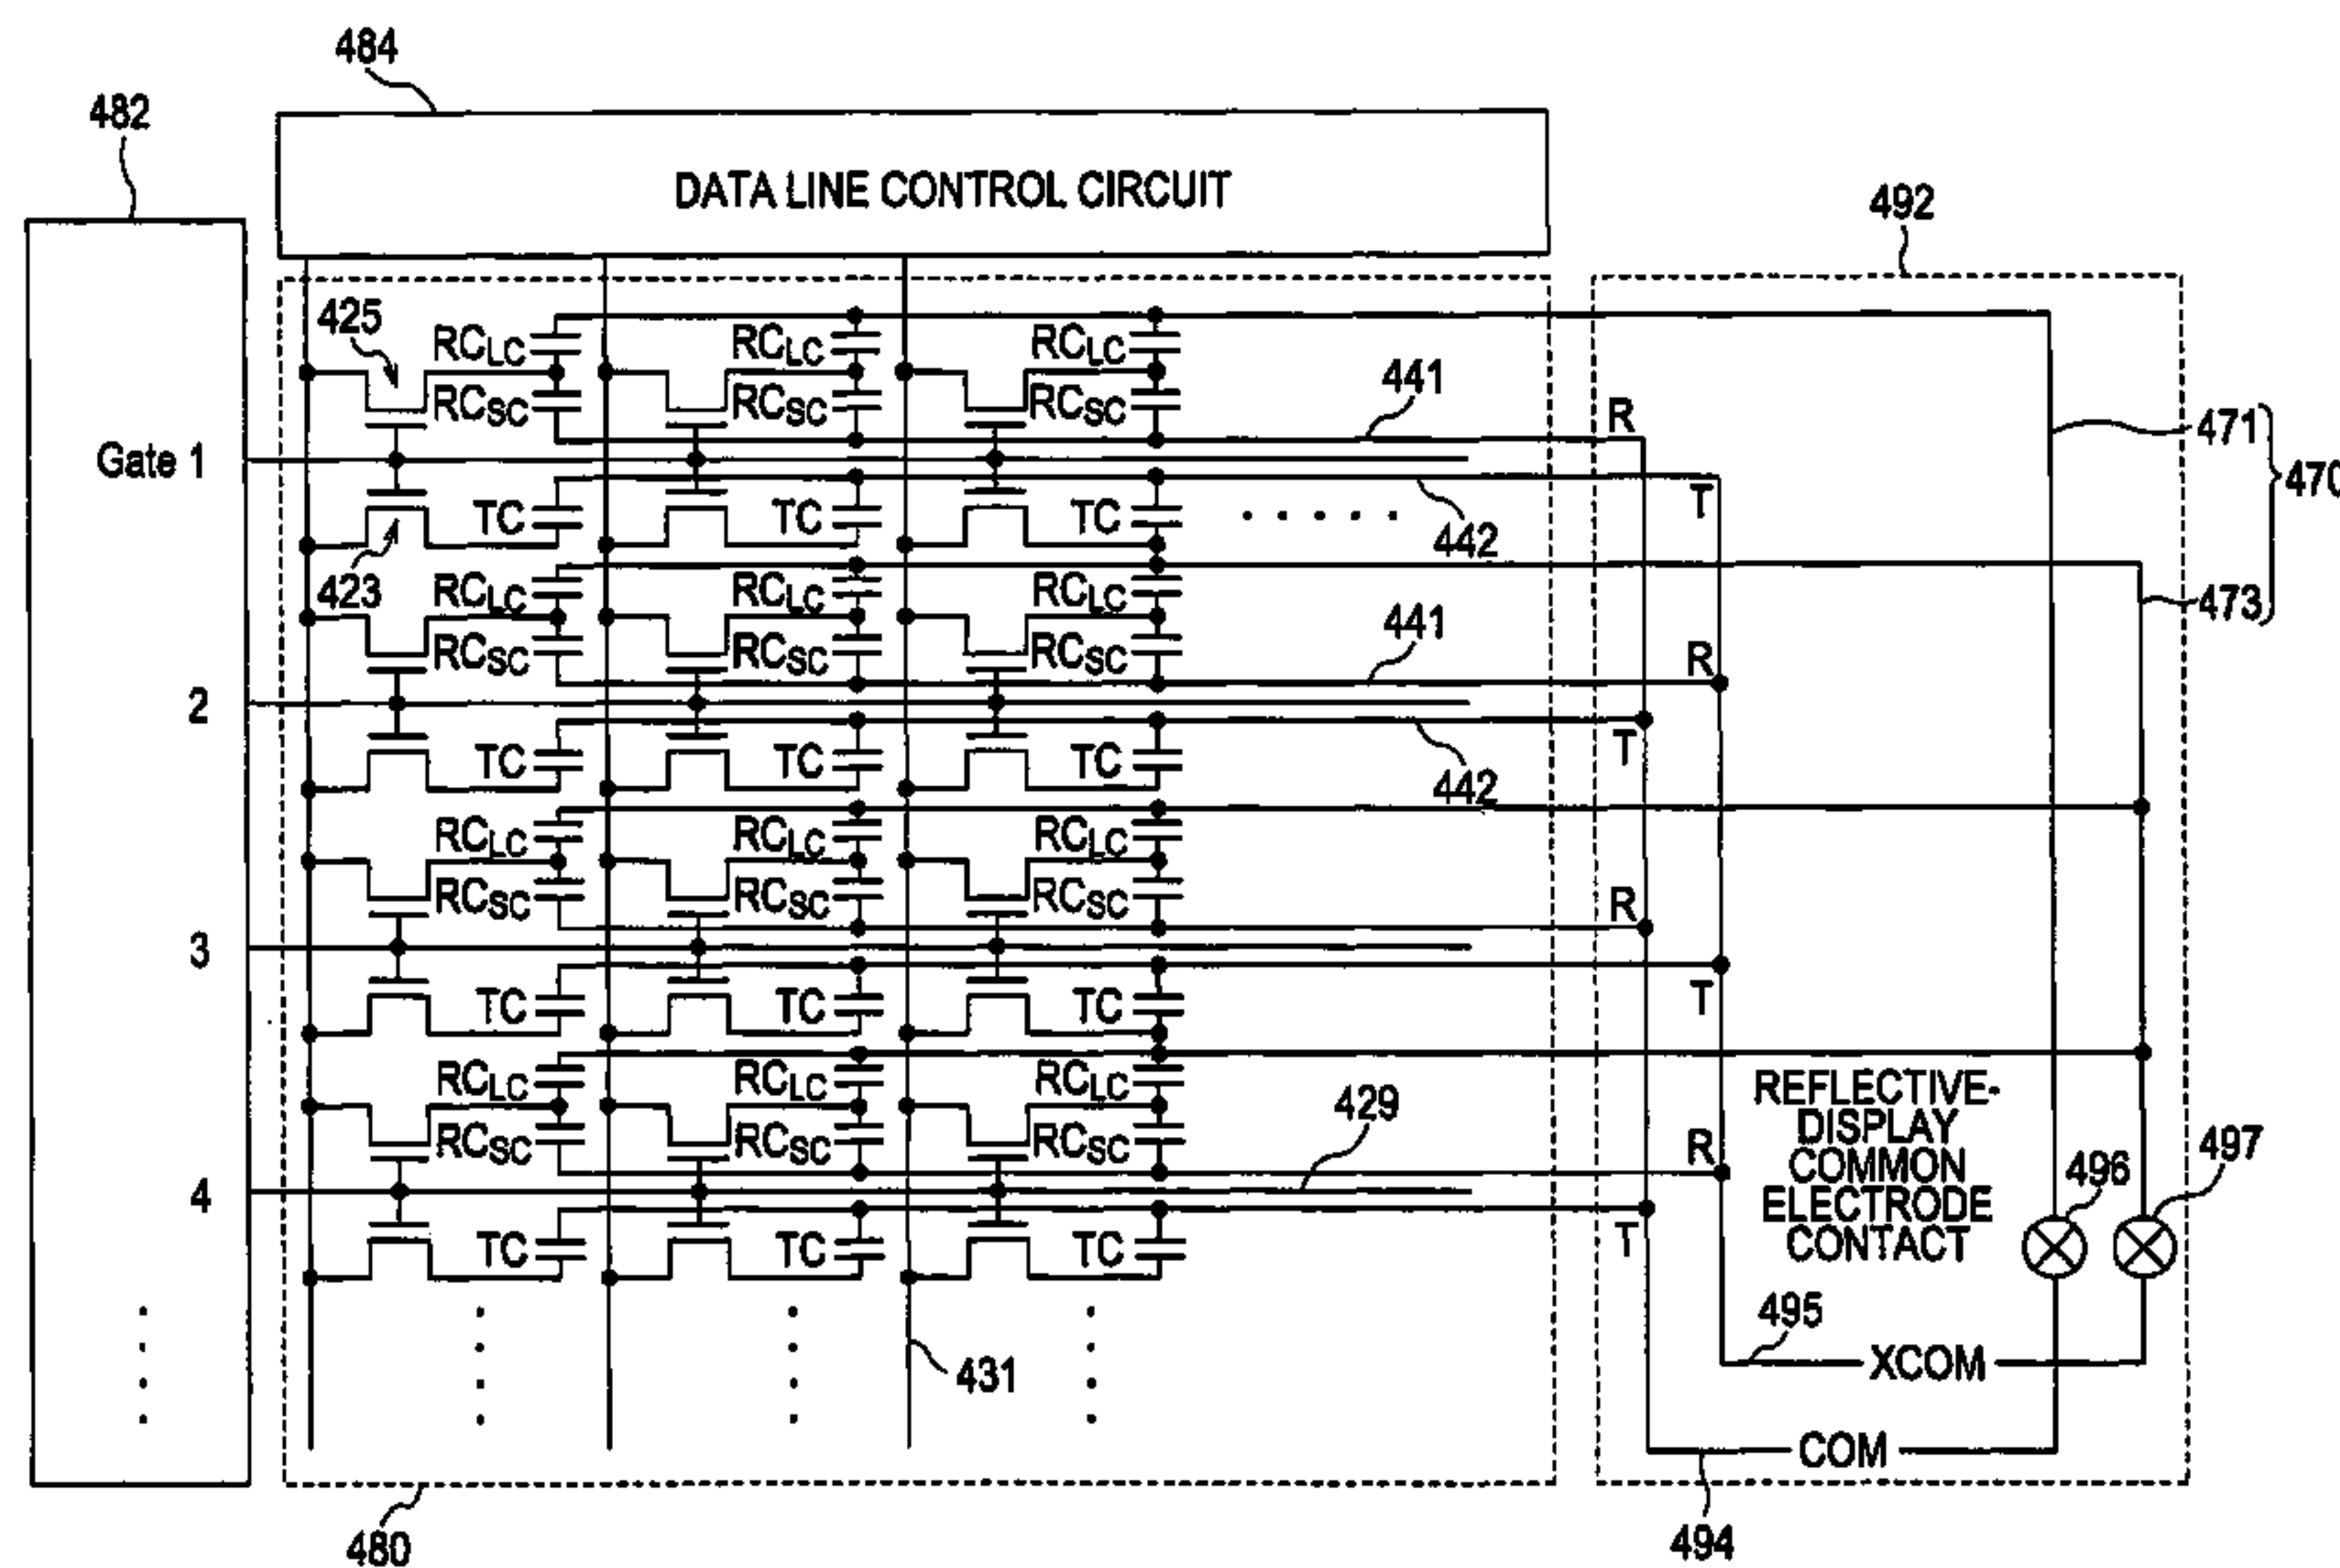 484
482
DATA LINE CONTROL CIRCUIT
492
425 RCLC RCLC RCLC
RCSC RCSC RCSC 441 R
471
470
Gate 1
TC TC TC . . . . . 442 T
423 RCLC RCLC RCLC
473
RCSC RCSC RCSC 441 R
2
TC TC TC 442 T
RCLC RCLC RCLC
RCSC RCSC RCSC R
3
TC TC TC T
RCLC RCLC RCLC
RCSC RCSC RCSC 429 R
4
TC TC TC T
REFLECTIVE-
DISPLAY
COMMON
ELECTRODE
CONTACT
496 497
495
XCOM
431
COM
480
494